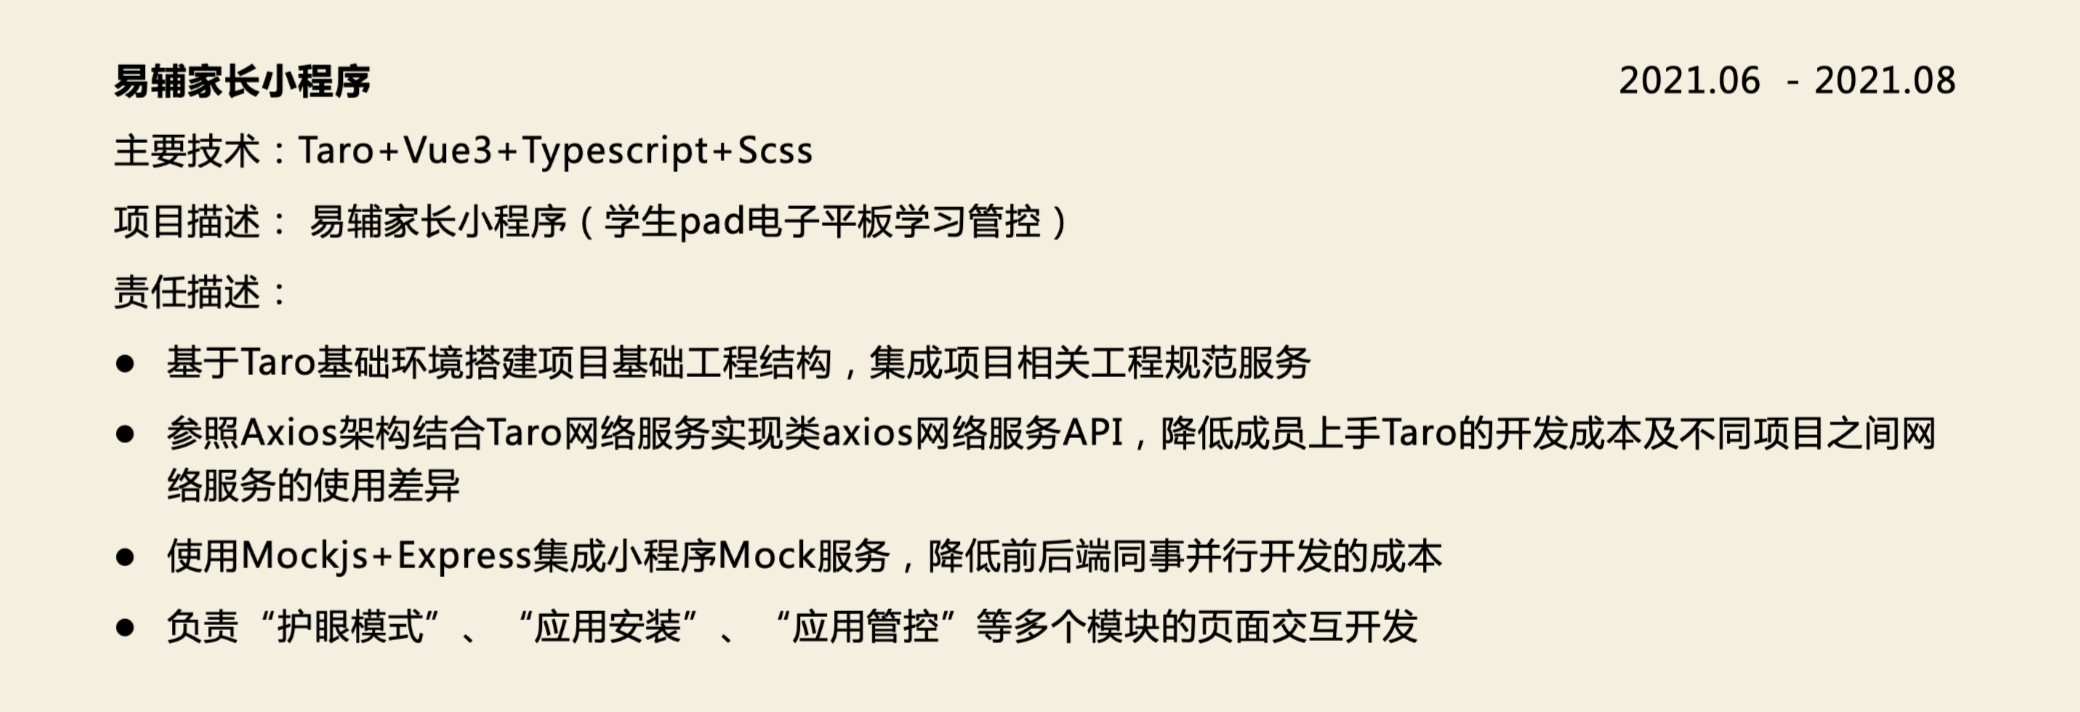 易辅家长小程序 2021.06 - 2021.08
主要技术：Taro+Vue3+Typescript+Scss
项目描述： 易辅家长小程序（学生pad电子平板学习管控）
责任描述：
● 基于Taro基础环境搭建项目基础工程结构，集成项目相关工程规范服务
● 参照Axios架构结合Taro网络服务实现类axios网络服务API，降低成员上手Taro的开发成本及不同项目之间网
络服务的使用差异
● 使用Mockjs+Express集成小程序Mock服务，降低前后端同事并行开发的成本
● 负责“护眼模式”、“应用安装”、“应用管控”等多个模块的页面交互开发